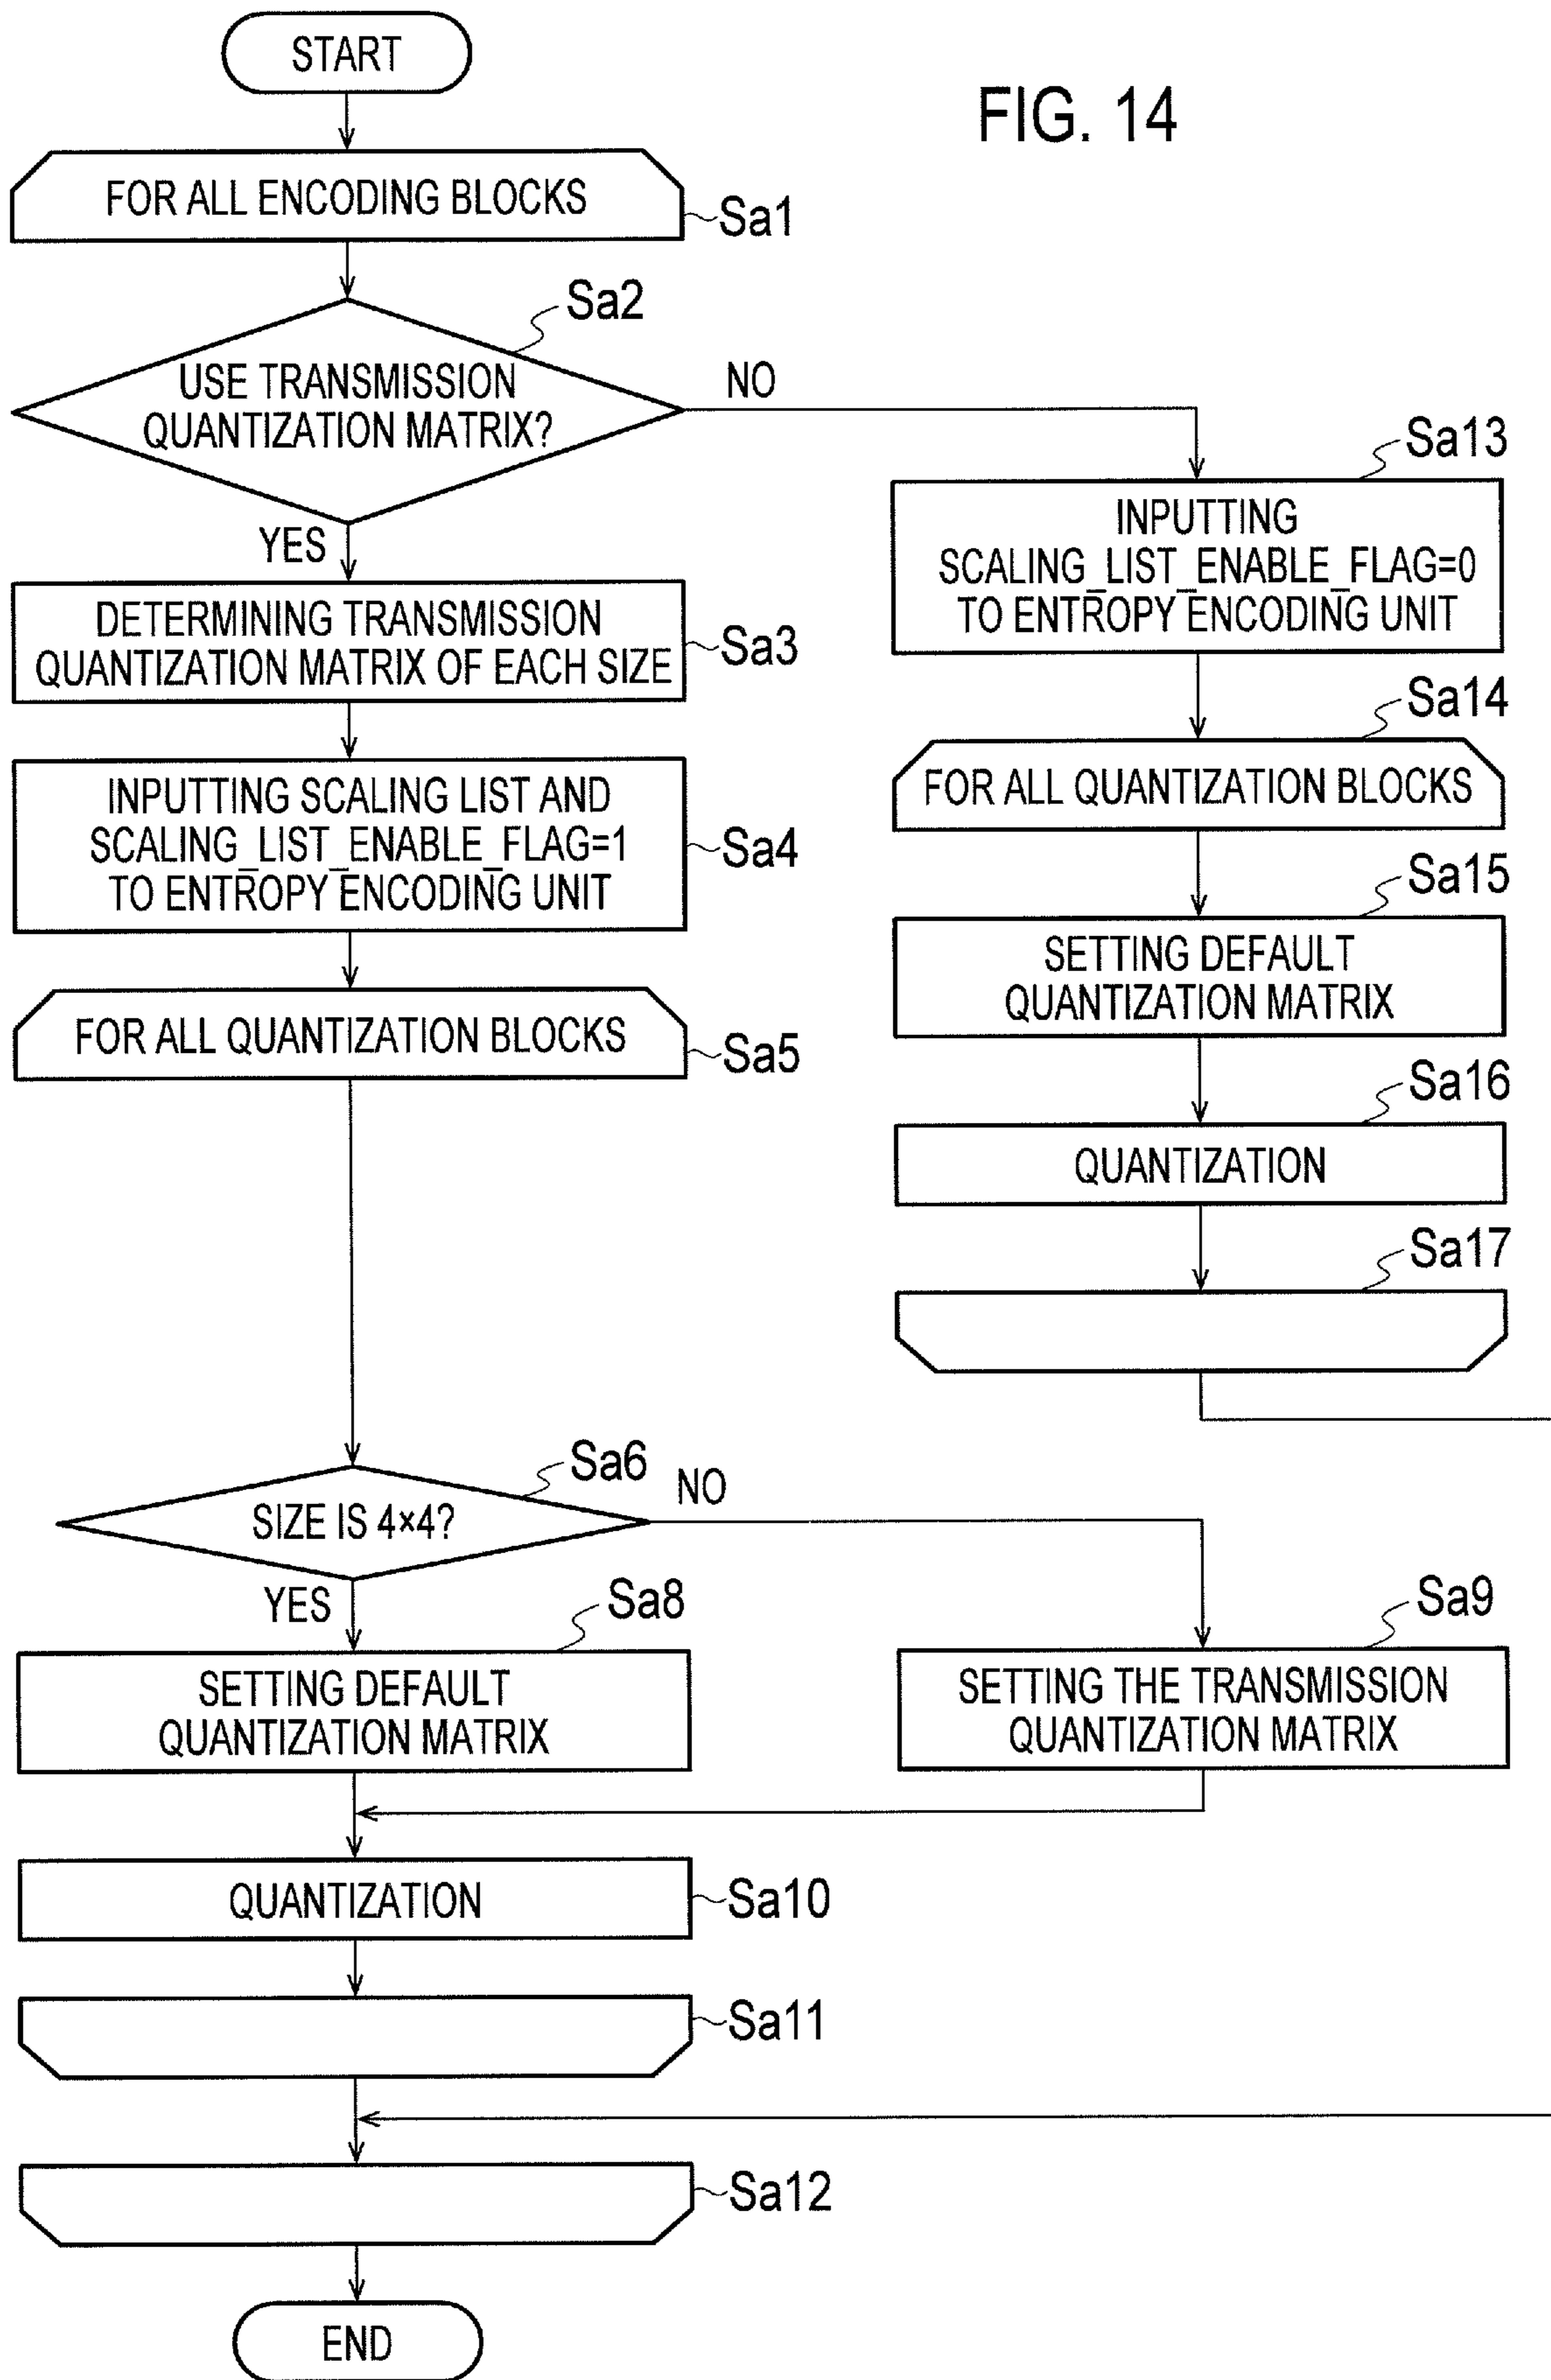 START
FIG. 14
FOR ALL ENCODING BLOCKS
Sa1
Sa2
USE TRANSMISSION
QUANTIZATION MATRIX?
NO
YES
Sa13
INPUTTING
SCALING_LIST_ENABLE_FLAG=0
TO ENTROPY ENCODING UNIT
DETERMINING TRANSMISSION
QUANTIZATION MATRIX OF EACH SIZE
Sa3
Sa14
FOR ALL QUANTIZATION BLOCKS
INPUTTING SCALING LIST AND
SCALING_LIST_ENABLE_FLAG=1
TO ENTROPY ENCODING UNIT
Sa4
Sa15
SETTING DEFAULT
QUANTIZATION MATRIX
FOR ALL QUANTIZATION BLOCKS
Sa5
Sa16
QUANTIZATION
Sa17
Sa6
SIZE IS 4×4?
NO
YES
Sa8
SETTING DEFAULT
QUANTIZATION MATRIX
Sa9
SETTING THE TRANSMISSION
QUANTIZATION MATRIX
QUANTIZATION
Sa10
Sa11
Sa12
END